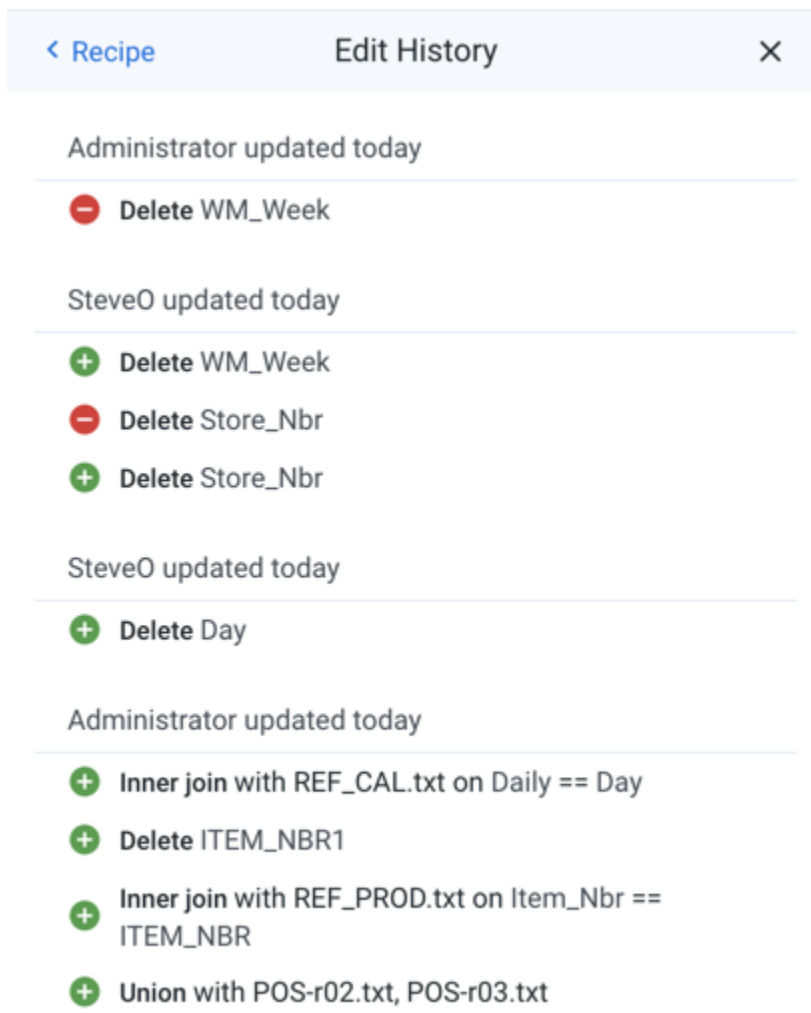 Recipe
Edit History
Administrator updated today
Delete WM_Week
SteveO updated today
Delete WM_Week
Delete Store_Nbr
Delete Store_Nbr
SteveO updated today
Delete Day
Administrator updated today
Inner join with REF_CAL.txt on Daily == Day
Delete ITEM_NBR1
Inner join with REF_PROD.txt on Item_Nbr ==
ITEM_NBR
Union with POS-r02.txt, POS-r03.txt